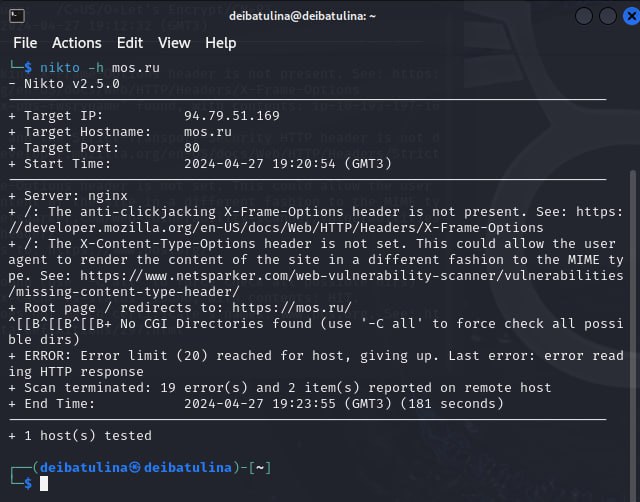 deibatulina@deibatulina: ~
File Actions Edit View Help
└─$ nikto -h mos.ru
- Nikto v2.5.0
+ Target IP: 94.79.51.169
+ Target Hostname: mos.ru
+ Target Port: 80
+ Start Time: 2024-04-27 19:20:54 (GMT3)
+ Server: nginx
+ /: The anti-clickjacking X-Frame-Options header is not present. See: https:
//developer.mozilla.org/en-US/docs/Web/HTTP/Headers/X-Frame-Options
+ /: The X-Content-Type-Options header is not set. This could allow the user
agent to render the content of the site in a different fashion to the MIME ty
pe. See: https://www.netsparker.com/web-vulnerability-scanner/vulnerabilities
/missing-content-type-header/
+ Root page / redirects to: https://mos.ru/
^[[B^[[B^[[B+ No CGI Directories found (use '-C all' to force check all possi
ble dirs)
+ ERROR: Error limit (20) reached for host, giving up. Last error: error read
ing HTTP response
+ Scan terminated: 19 error(s) and 2 item(s) reported on remote host
+ End Time: 2024-04-27 19:23:55 (GMT3) (181 seconds)
+ 1 host(s) tested
┌──(deibatulina㉿deibatulina)-[~]
└─$